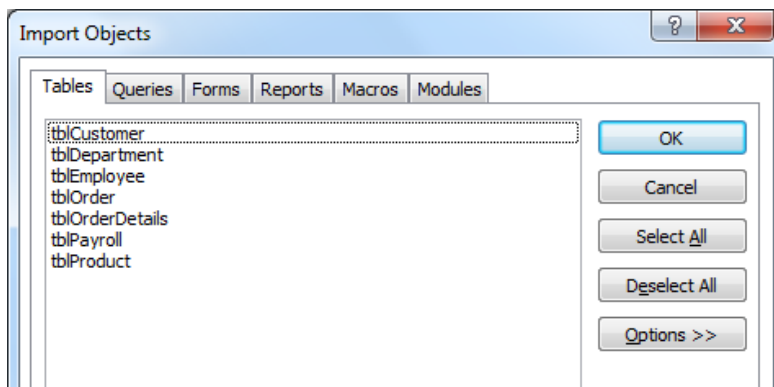 Import Objects
?
Tables Queries Forms Reports Macros Modules
tblCustomer
tblDepartment
tblEmployee
tblOrder
tblOrderDetails
tblPayroll
tblProduct
OK
Cancel
Select All
Deselect All
Options >>